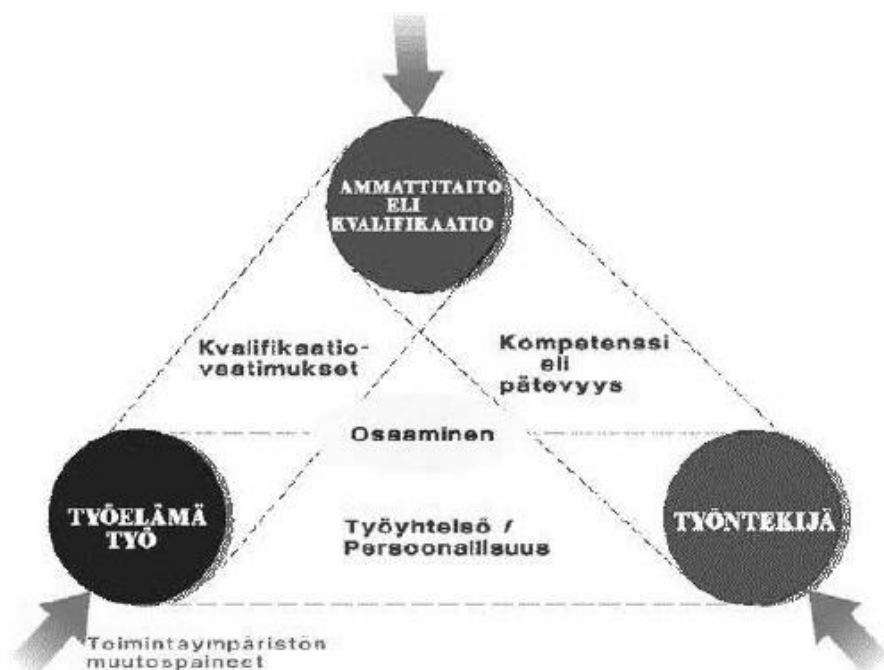 AMMATTITAITO
ELI
KVALIFIKAATIO
Kvalifikaatio-
vaatimukset
Kompetenssi
eli
pätevyys
Osaaminen
TYÖELÄMÄ
TYÖ
Työyhteisö /
Persoonallisuus
TYÖNTEKIJÄ
Toimintaympäristön
muutospaineet